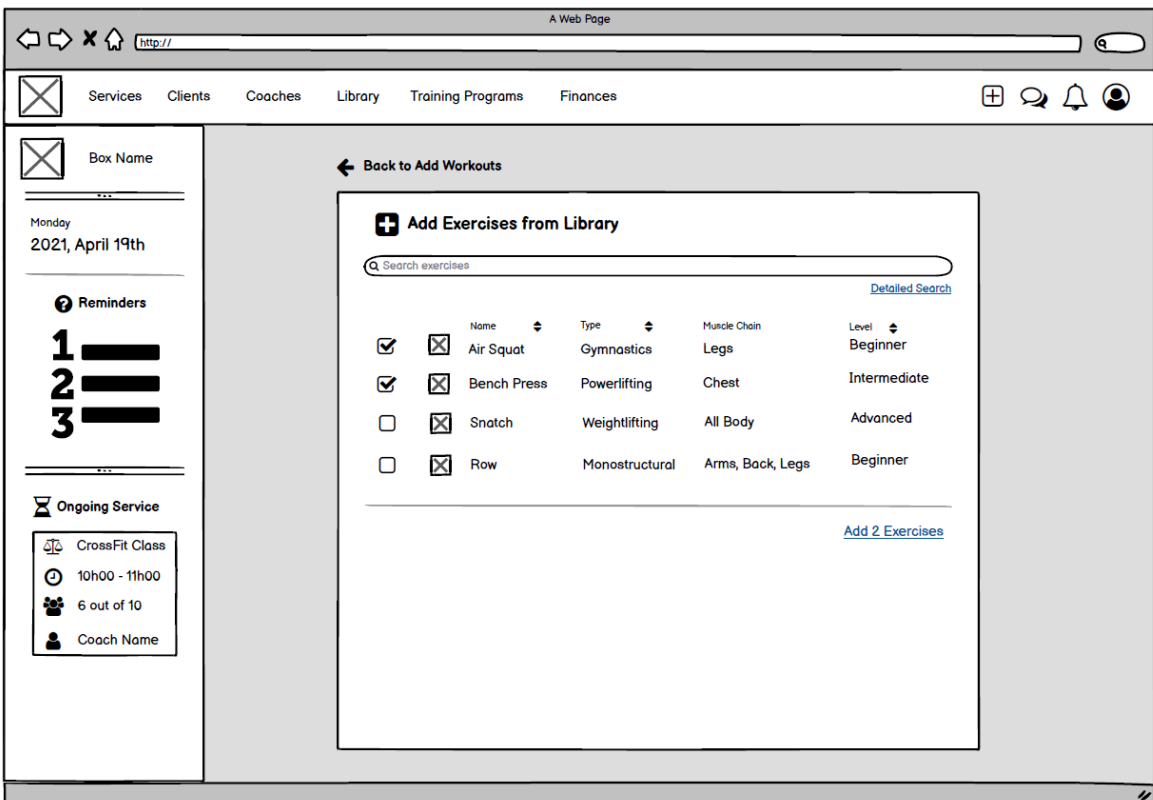 A Web Page
http://
Services Clients Coaches Library Training Programs Finances
Box Name
Monday
2021, April 19th
Reminders
1
2
3
Ongoing Service
CrossFit Class
10h00 - 11h00
6 out of 10
Coach Name
Back to Add Workouts
Add Exercises from Library
Search exercises
Detailed Search
Name Type Muscle Chain Level
Air Squat Gymnastics Legs Beginner
Bench Press Powerlifting Chest Intermediate
Snatch Weightlifting All Body Advanced
Row Monostructural Arms, Back, Legs Beginner
Add 2 Exercises